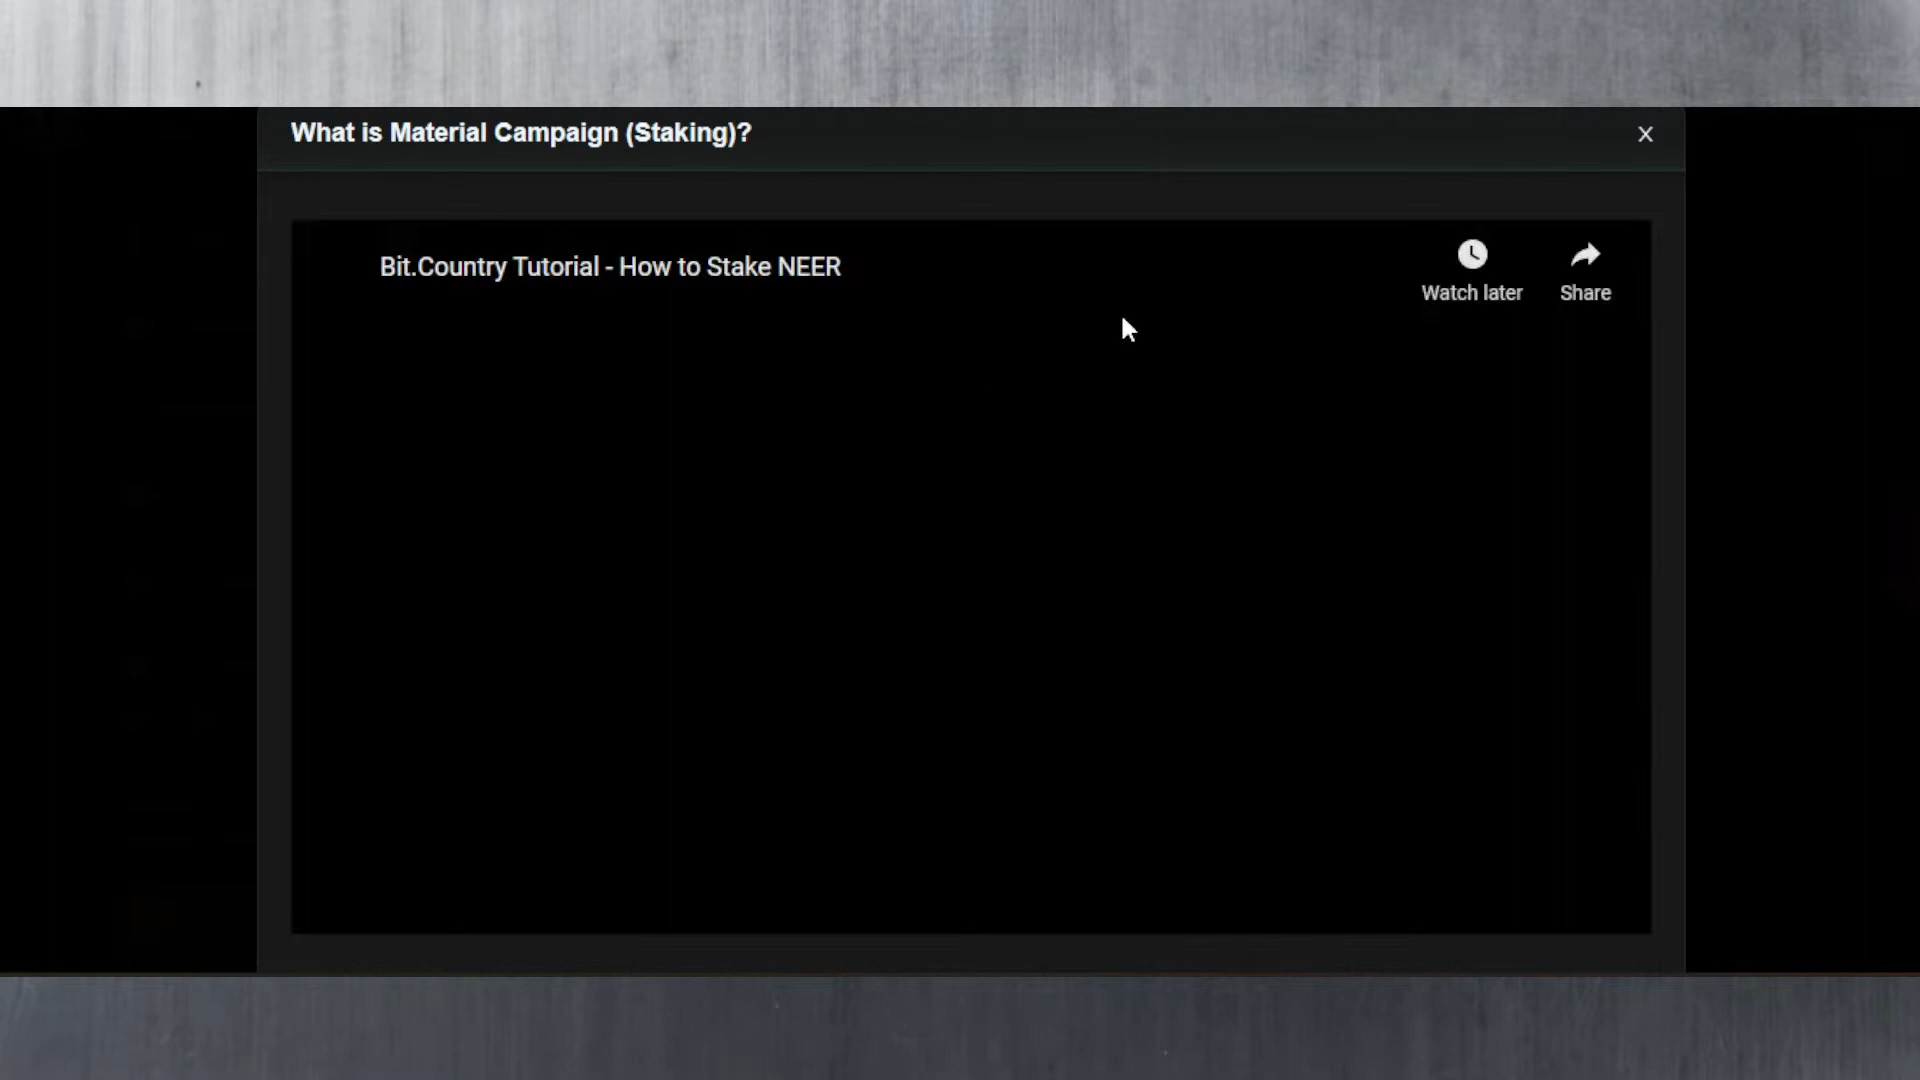 What is Material Campaign (Staking)?
X
Bit.Country Tutorial - How to Stake NEER
Watch later
Share